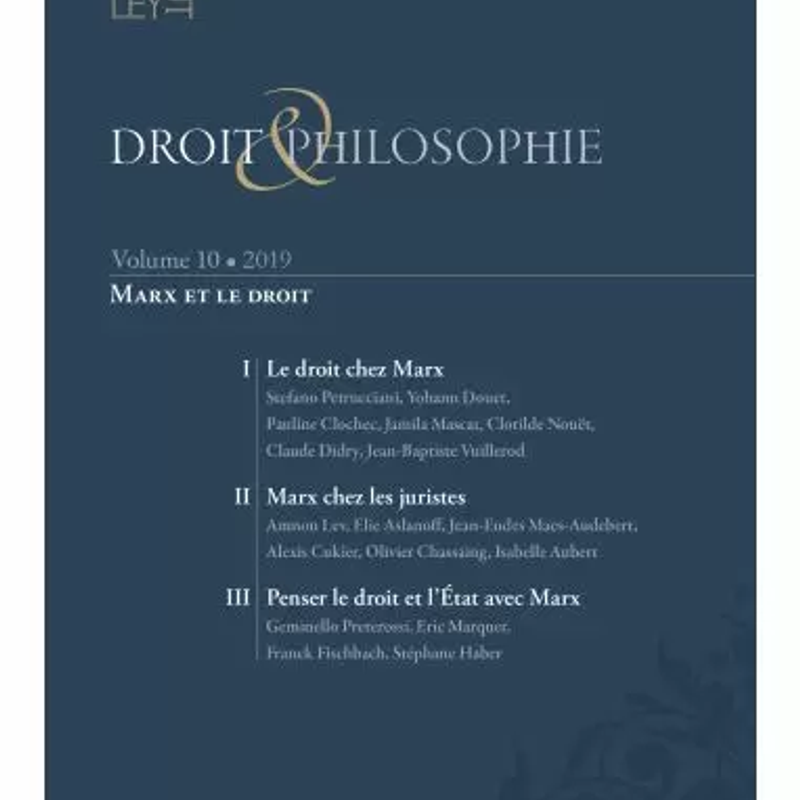 DROIT & PHILOSOPHIE
Volume 10 • 2019
MARX ET LE DROIT
I Le droit chez Marx
Stefano Petrucciani, Yohann Douet,
Pauline Clochec, Jamila Mascat, Clotilde Nouët,
Claude Didry, Jean-Baptiste Vuillerod
II Marx chez les juristes
Amnon Lev, Elie Aslanoff, Jean-Eudes Maes-Audebert,
Alexis Cukier, Olivier Chassaing, Isabelle Aubert
III Penser le droit et l'État avec Marx
Geminello Preterossi, Eric Marquer,
Franck Fischbach, Stéphane Haber